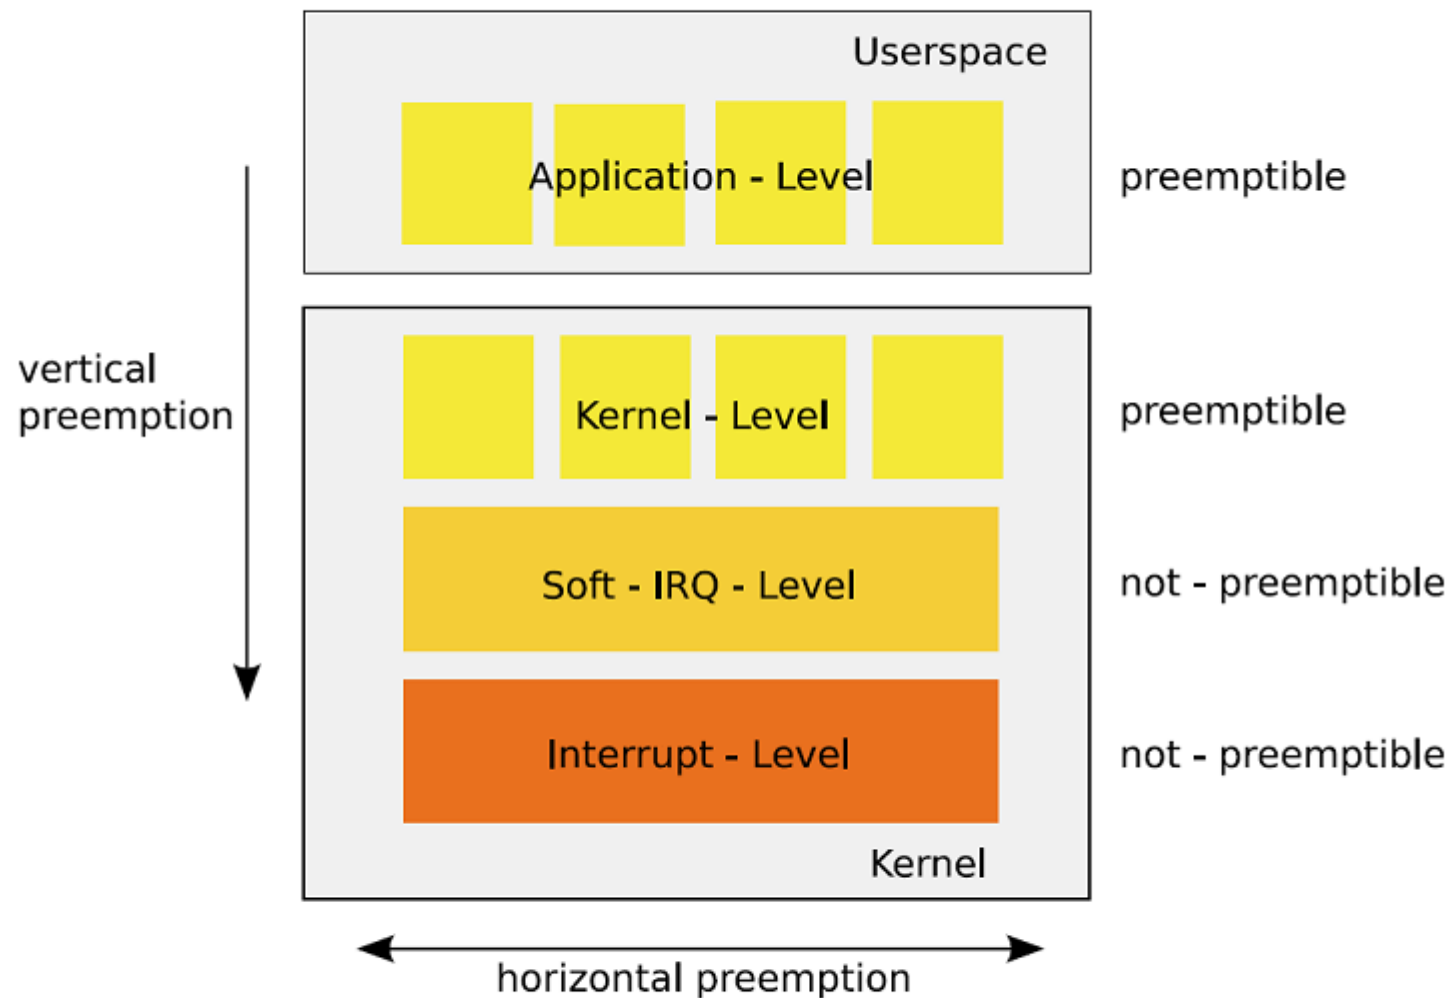 Userspace
Application - Level
preemptible
vertical
preemption
Kernel - Level
preemptible
Soft - IRQ - Level
not - preemptible
Interrupt - Level
not - preemptible
Kernel
horizontal preemption